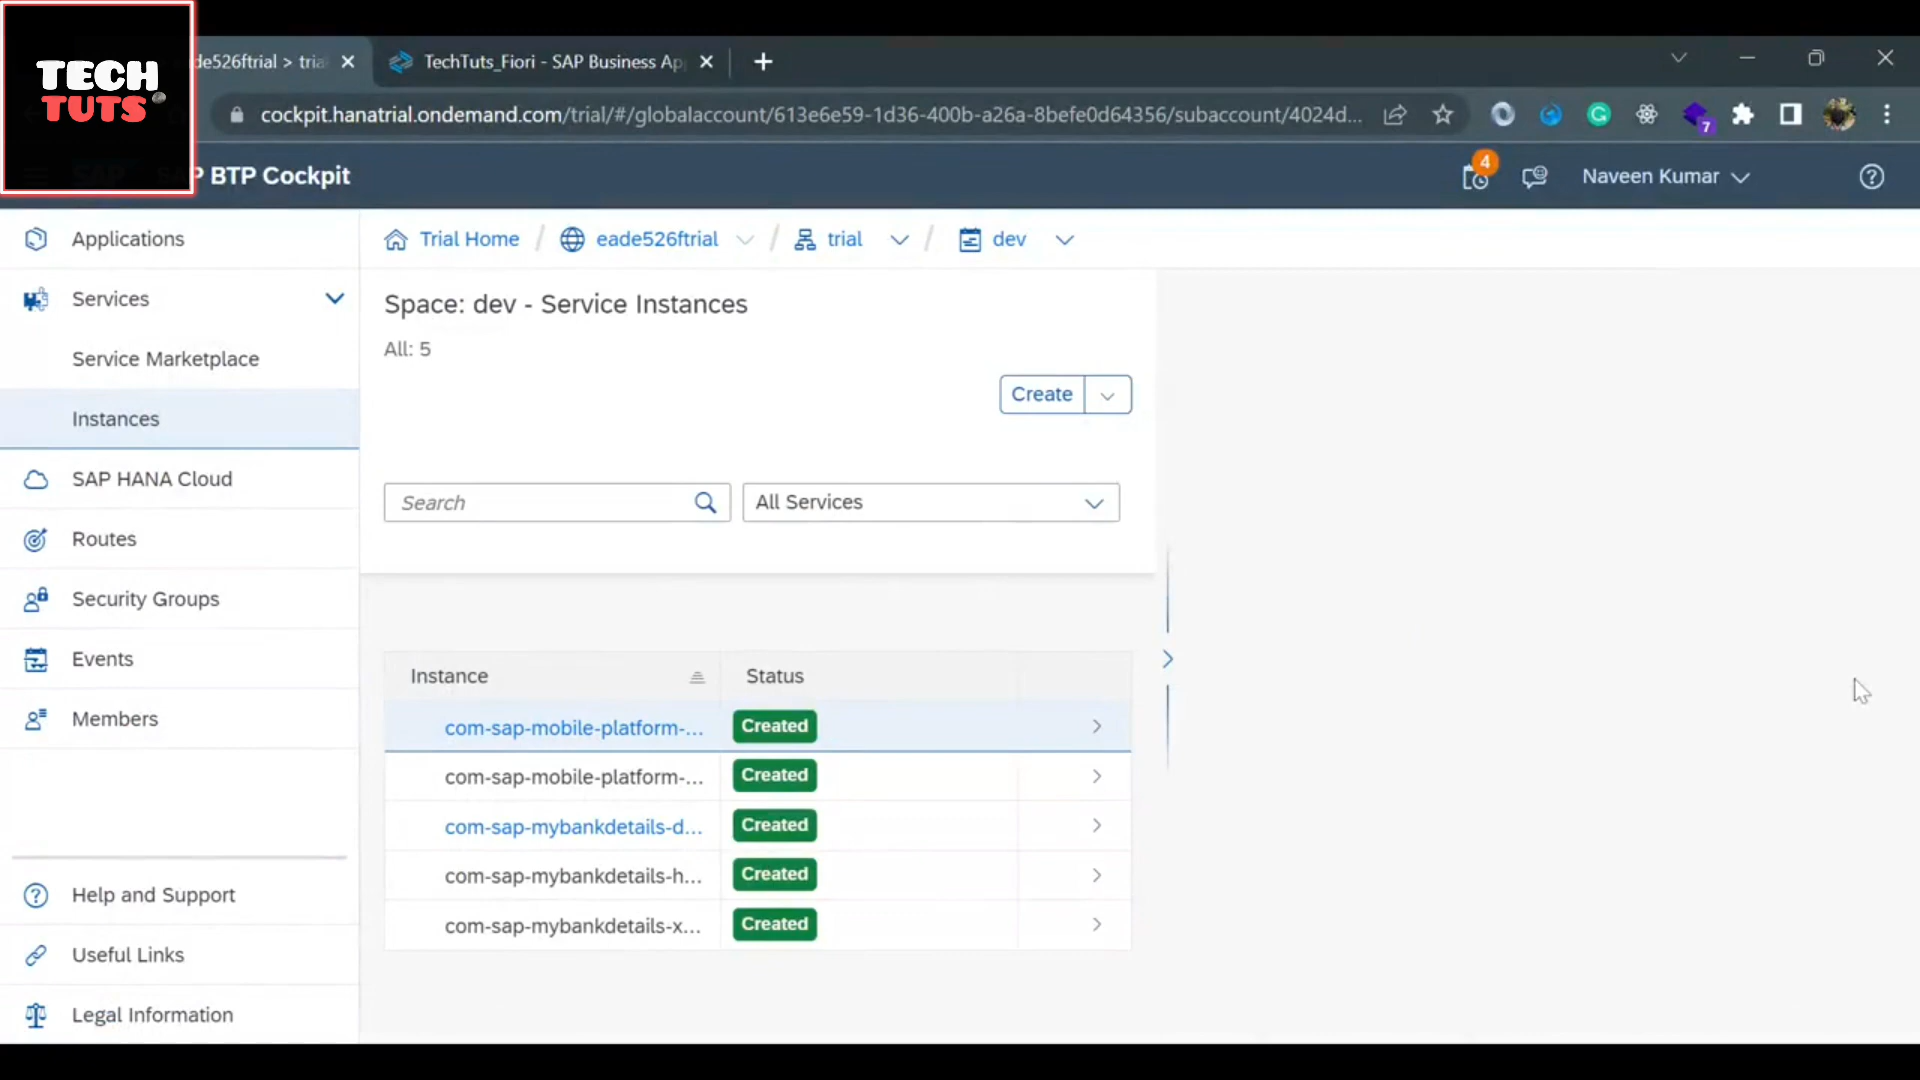 TECH
TUTS
de526ftrial > tria
TechTuts_Fiori - SAP Business Ap
cockpit.hanatrial.ondemand.com/trial/#/globalaccount/613e6e59-1d36-400b-a26a-8befe0d64356/subaccount/4024d...
7
P BTP Cockpit
4
Naveen Kumar
Applications
Trial Home / eade526ftrial / trial / dev
Services
Space: dev - Service Instances
All: 5
Service Marketplace
Create
Instances
SAP HANA Cloud
Search
All Services
Routes
Security Groups
Events
Members
Instance Status
com-sap-mobile-platform-... Created
com-sap-mobile-platform-... Created
com-sap-mybankdetails-d... Created
com-sap-mybankdetails-h... Created
com-sap-mybankdetails-x... Created
Help and Support
Useful Links
Legal Information